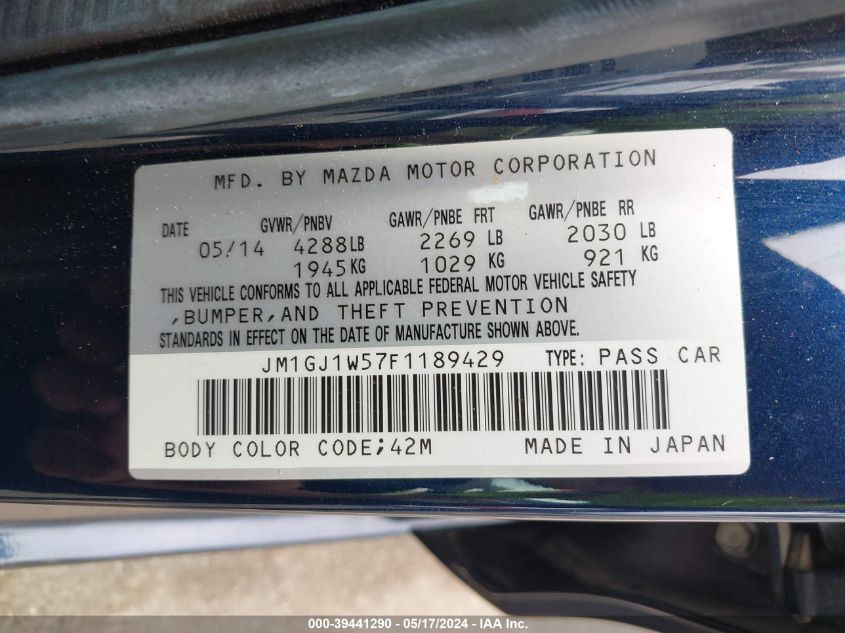 MFD. BY MAZDA MOTOR CORPORATION
DATE GVWR/PNBV GAWR/PNBE FRT GAWR/PNBE RR
05/14 4288LB 2269 LB 2030 LB
1945KG 1029 KG 921 KG
THIS VEHICLE CONFORMS TO ALL APPLICABLE FEDERAL MOTOR VEHICLE SAFETY
,BUMPER,AND THEFT PREVENTION
STANDARDS IN EFFECT ON THE DATE OF MANUFACTURE SHOWN ABOVE.
JM1GJ1W57F1189429 TYPE: PASS CAR
BODY COLOR CODE;42M MADE IN JAPAN
000-39441290 - 05/17/2024 - IAA Inc.